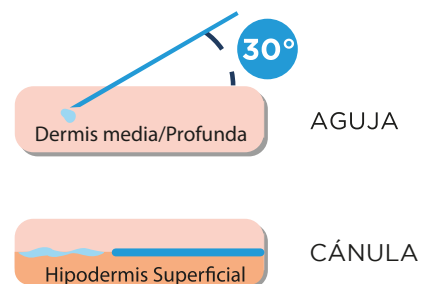 30°
Dermis media/Profunda
AGUJA
CÁNULA
Hipodermis Superficial